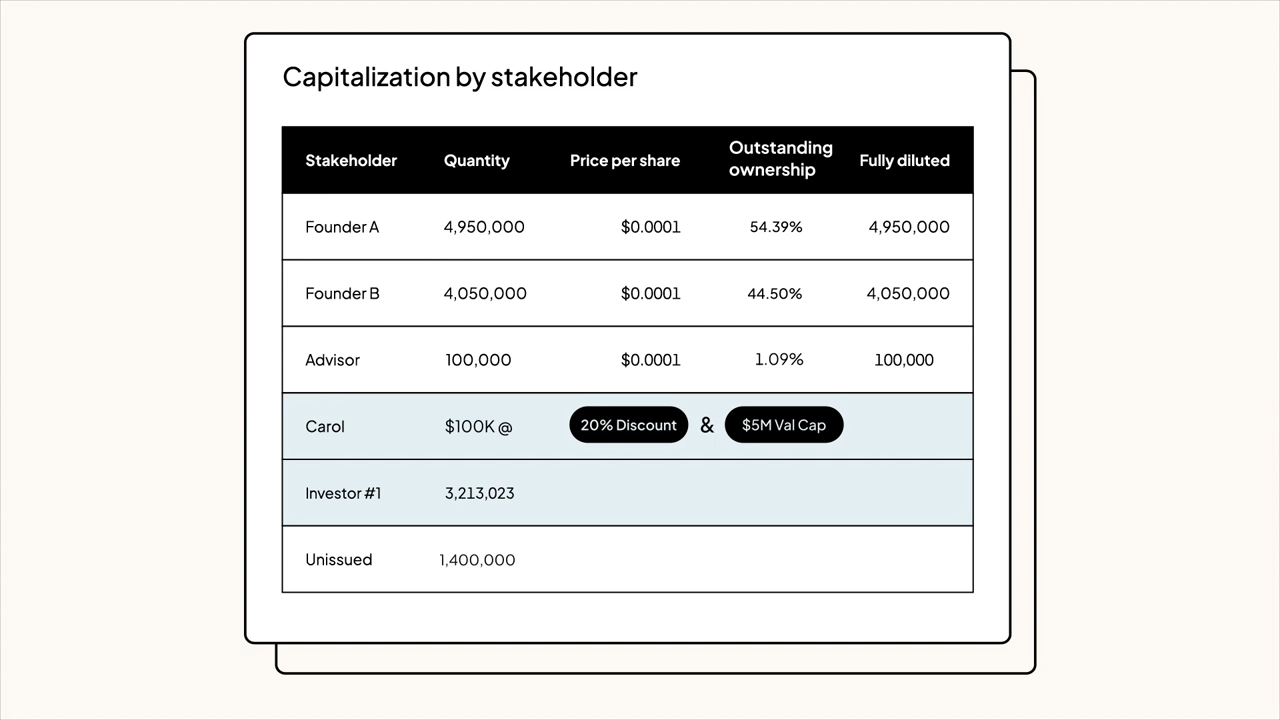 Capitalization by stakeholder
Stakeholder Quantity Price per share Outstanding ownership Fully diluted
Founder A 4,950,000 $0.0001 54.39% 4,950,000
Founder B 4,050,000 $0.0001 44.50% 4,050,000
Advisor 100,000 $0.0001 1.09% 100,000
Carol $100K @ 20% Discount & $5M Val Cap
Investor #1 3,213,023
Unissued 1,400,000